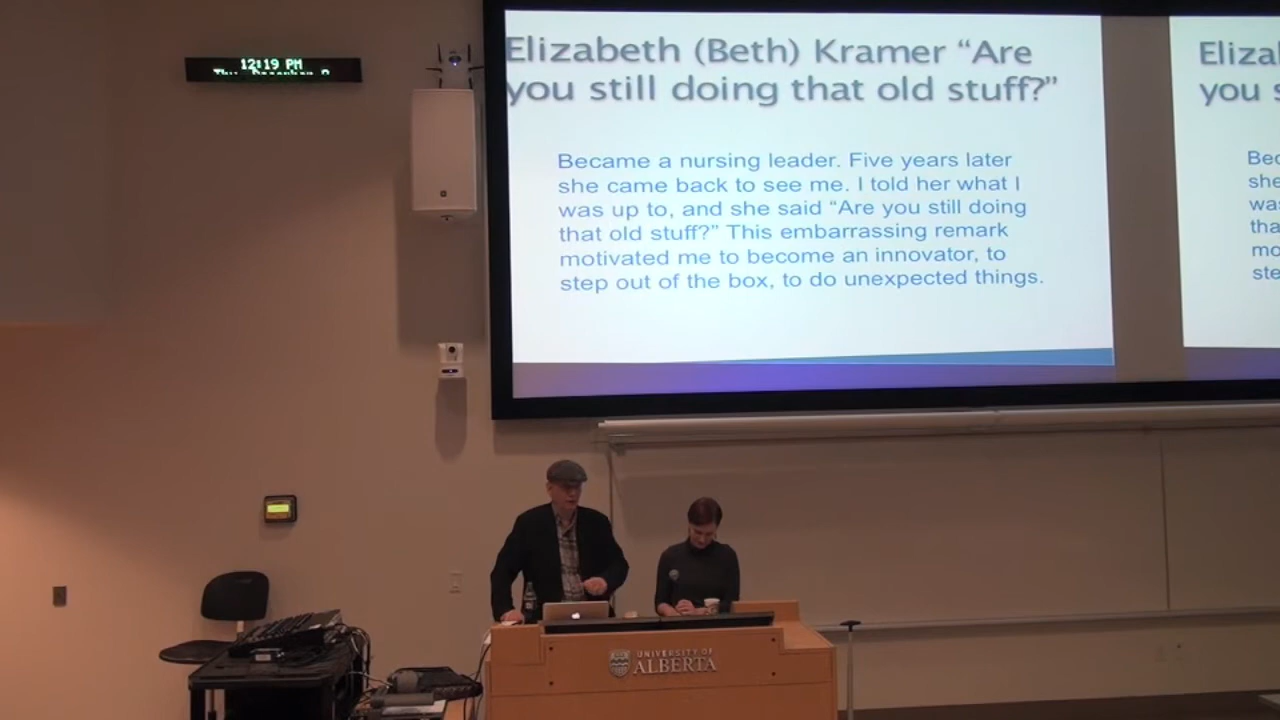 12:19 PM
Elizabeth (Beth) Kramer “Are
you still doing that old stuff?”
Became a nursing leader. Five years later
she came back to see me. I told her what I
was up to, and she said “Are you still doing
that old stuff?” This embarrassing remark
motivated me to become an innovator, to
step out of the box, to do unexpected things.
Eliza
you s
Bec
she
was
tha
mo
step
UNIVERSITY OF
ALBERTA